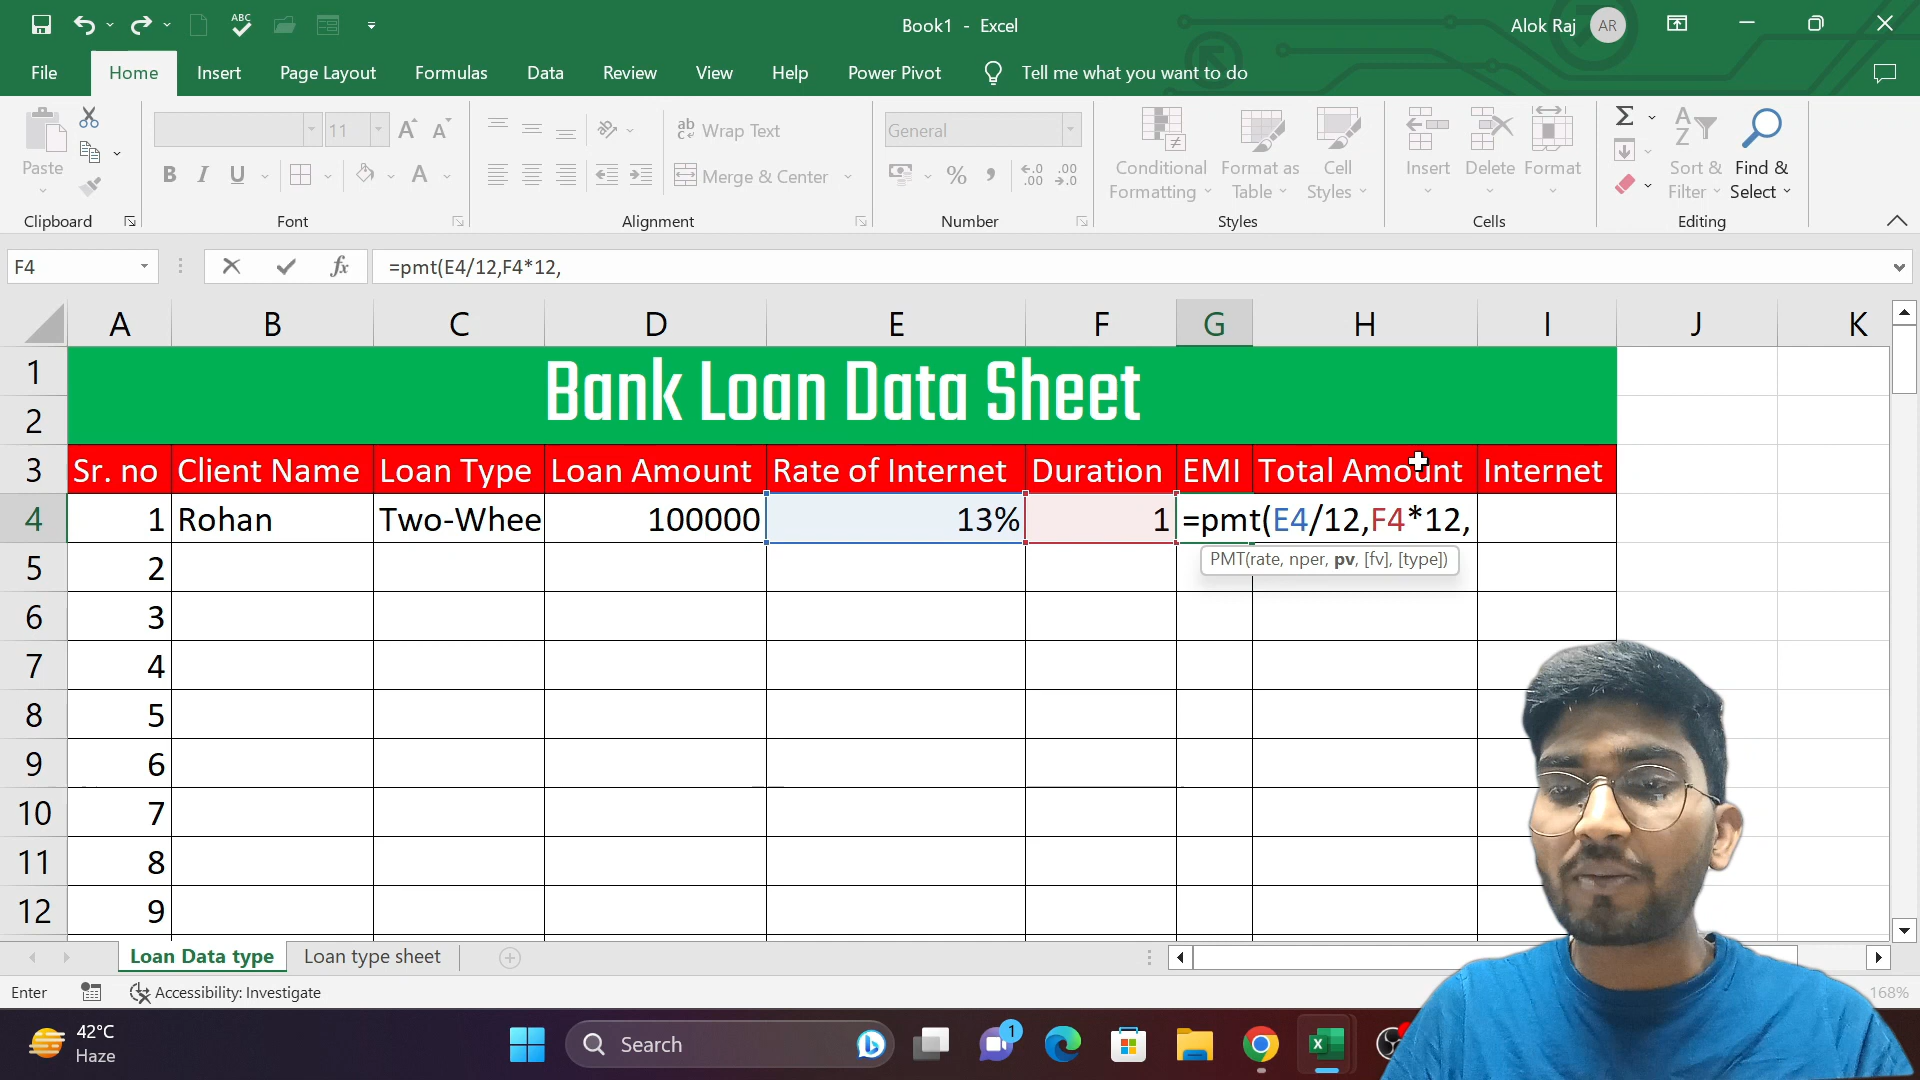 ABC
Book1 - Excel
Alok Raj AR
File Home Insert Page Layout Formulas Data Review View Help Power Pivot Tell me what you want to do
Paste
11 A A
ab Wrap Text
General
Conditional Formatting
Format as Table
Cell Styles
Insert Delete Format
Sort & Filter
Find & Select
B I U A
Merge & Center
% , .00 .00
Clipboard Font Alignment Number Styles Cells Editing
F4 fx =pmt(E4/12,F4*12,
A B C D E F G H I J K
1 Bank Loan Data Sheet
2
3 Sr. no Client Name Loan Type Loan Amount Rate of Internet Duration EMI Total Amount Internet
4 1 Rohan Two-Whee 100000 13% 1 =pmt(E4/12,F4*12,
PMT(rate, nper, pv, [fv], [type])
5 2
6 3
7 4
8 5
9 6
10 7
11 8
12 9
Loan Data type Loan type sheet
Enter Accessibility: Investigate 168%
42°C
Haze
Search
1